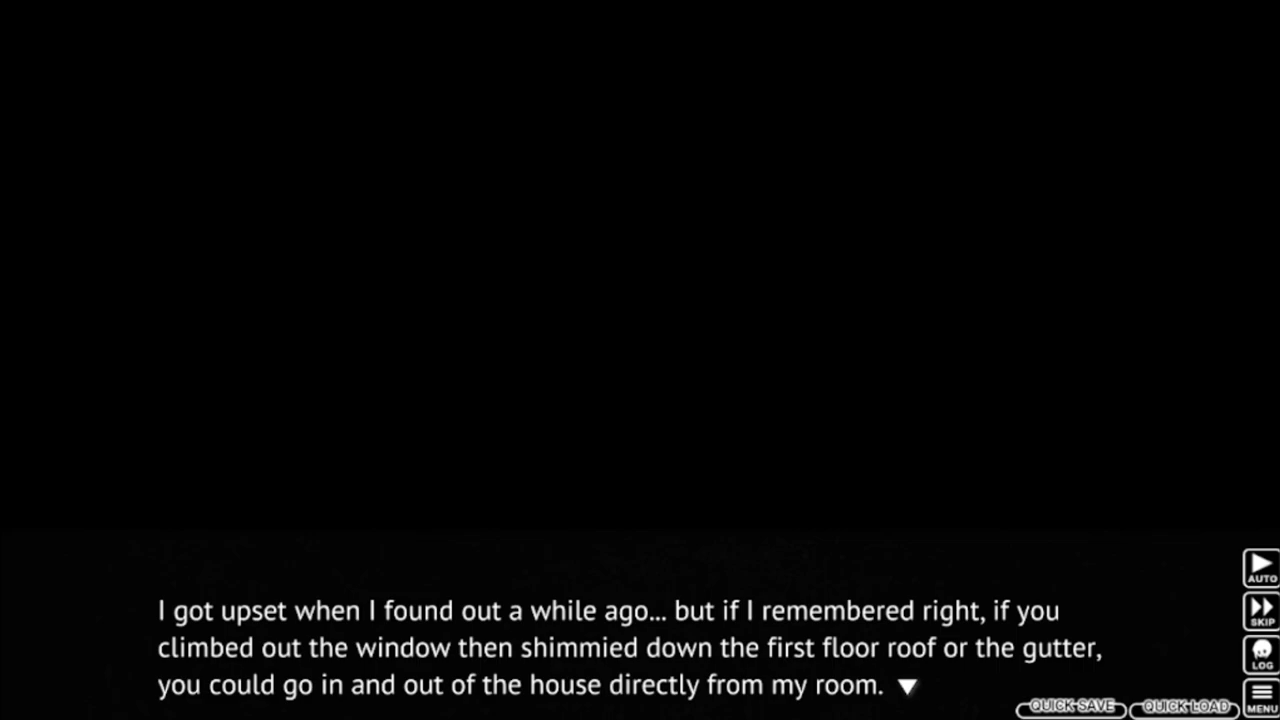 I got upset when I found out a while ago... but if I remembered right, if you
climbed out the window then shimmied down the first floor roof or the gutter,
you could go in and out of the house directly from my room.
AUTO
SKIP
LOG
MENU
QUICK SAVE
QUICK LOAD